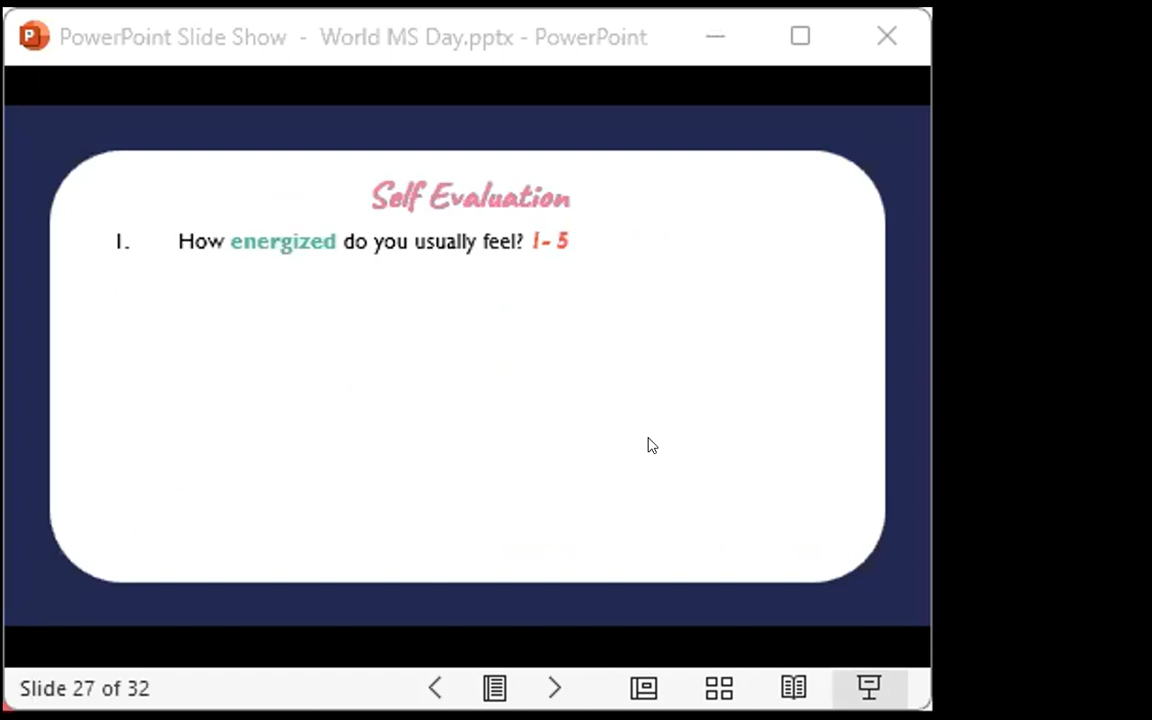 PowerPoint Slide Show - World MS Day.pptx - PowerPoint
Self Evaluation
1. How energized do you usually feel? 1- 5
Slide 27 of 32